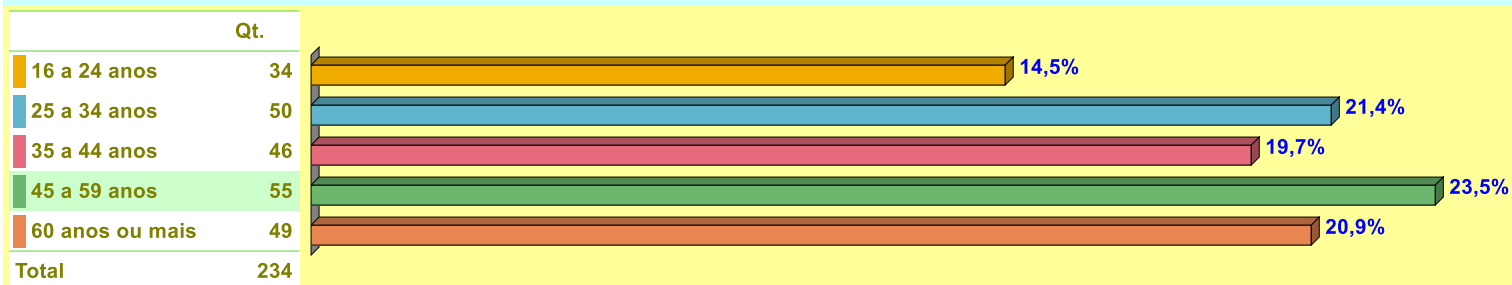 Qt.
16 a 24 anos 34 14,5%
25 a 34 anos 50 21,4%
35 a 44 anos 46 19,7%
45 a 59 anos 55 23,5%
60 anos ou mais 49 20,9%
Total 234